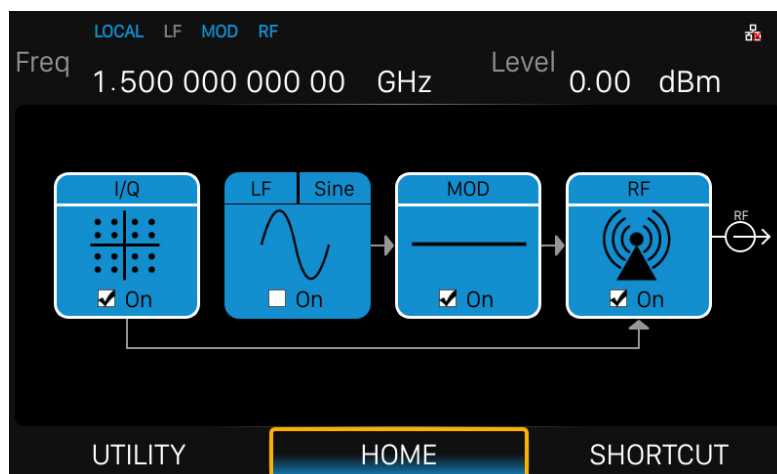 LOCAL LF MOD RF
Freq 1.500 000 000 00 GHz Level 0.00 dBm
I/Q LF Sine MOD RF
RF
On On On On
UTILITY HOME SHORTCUT